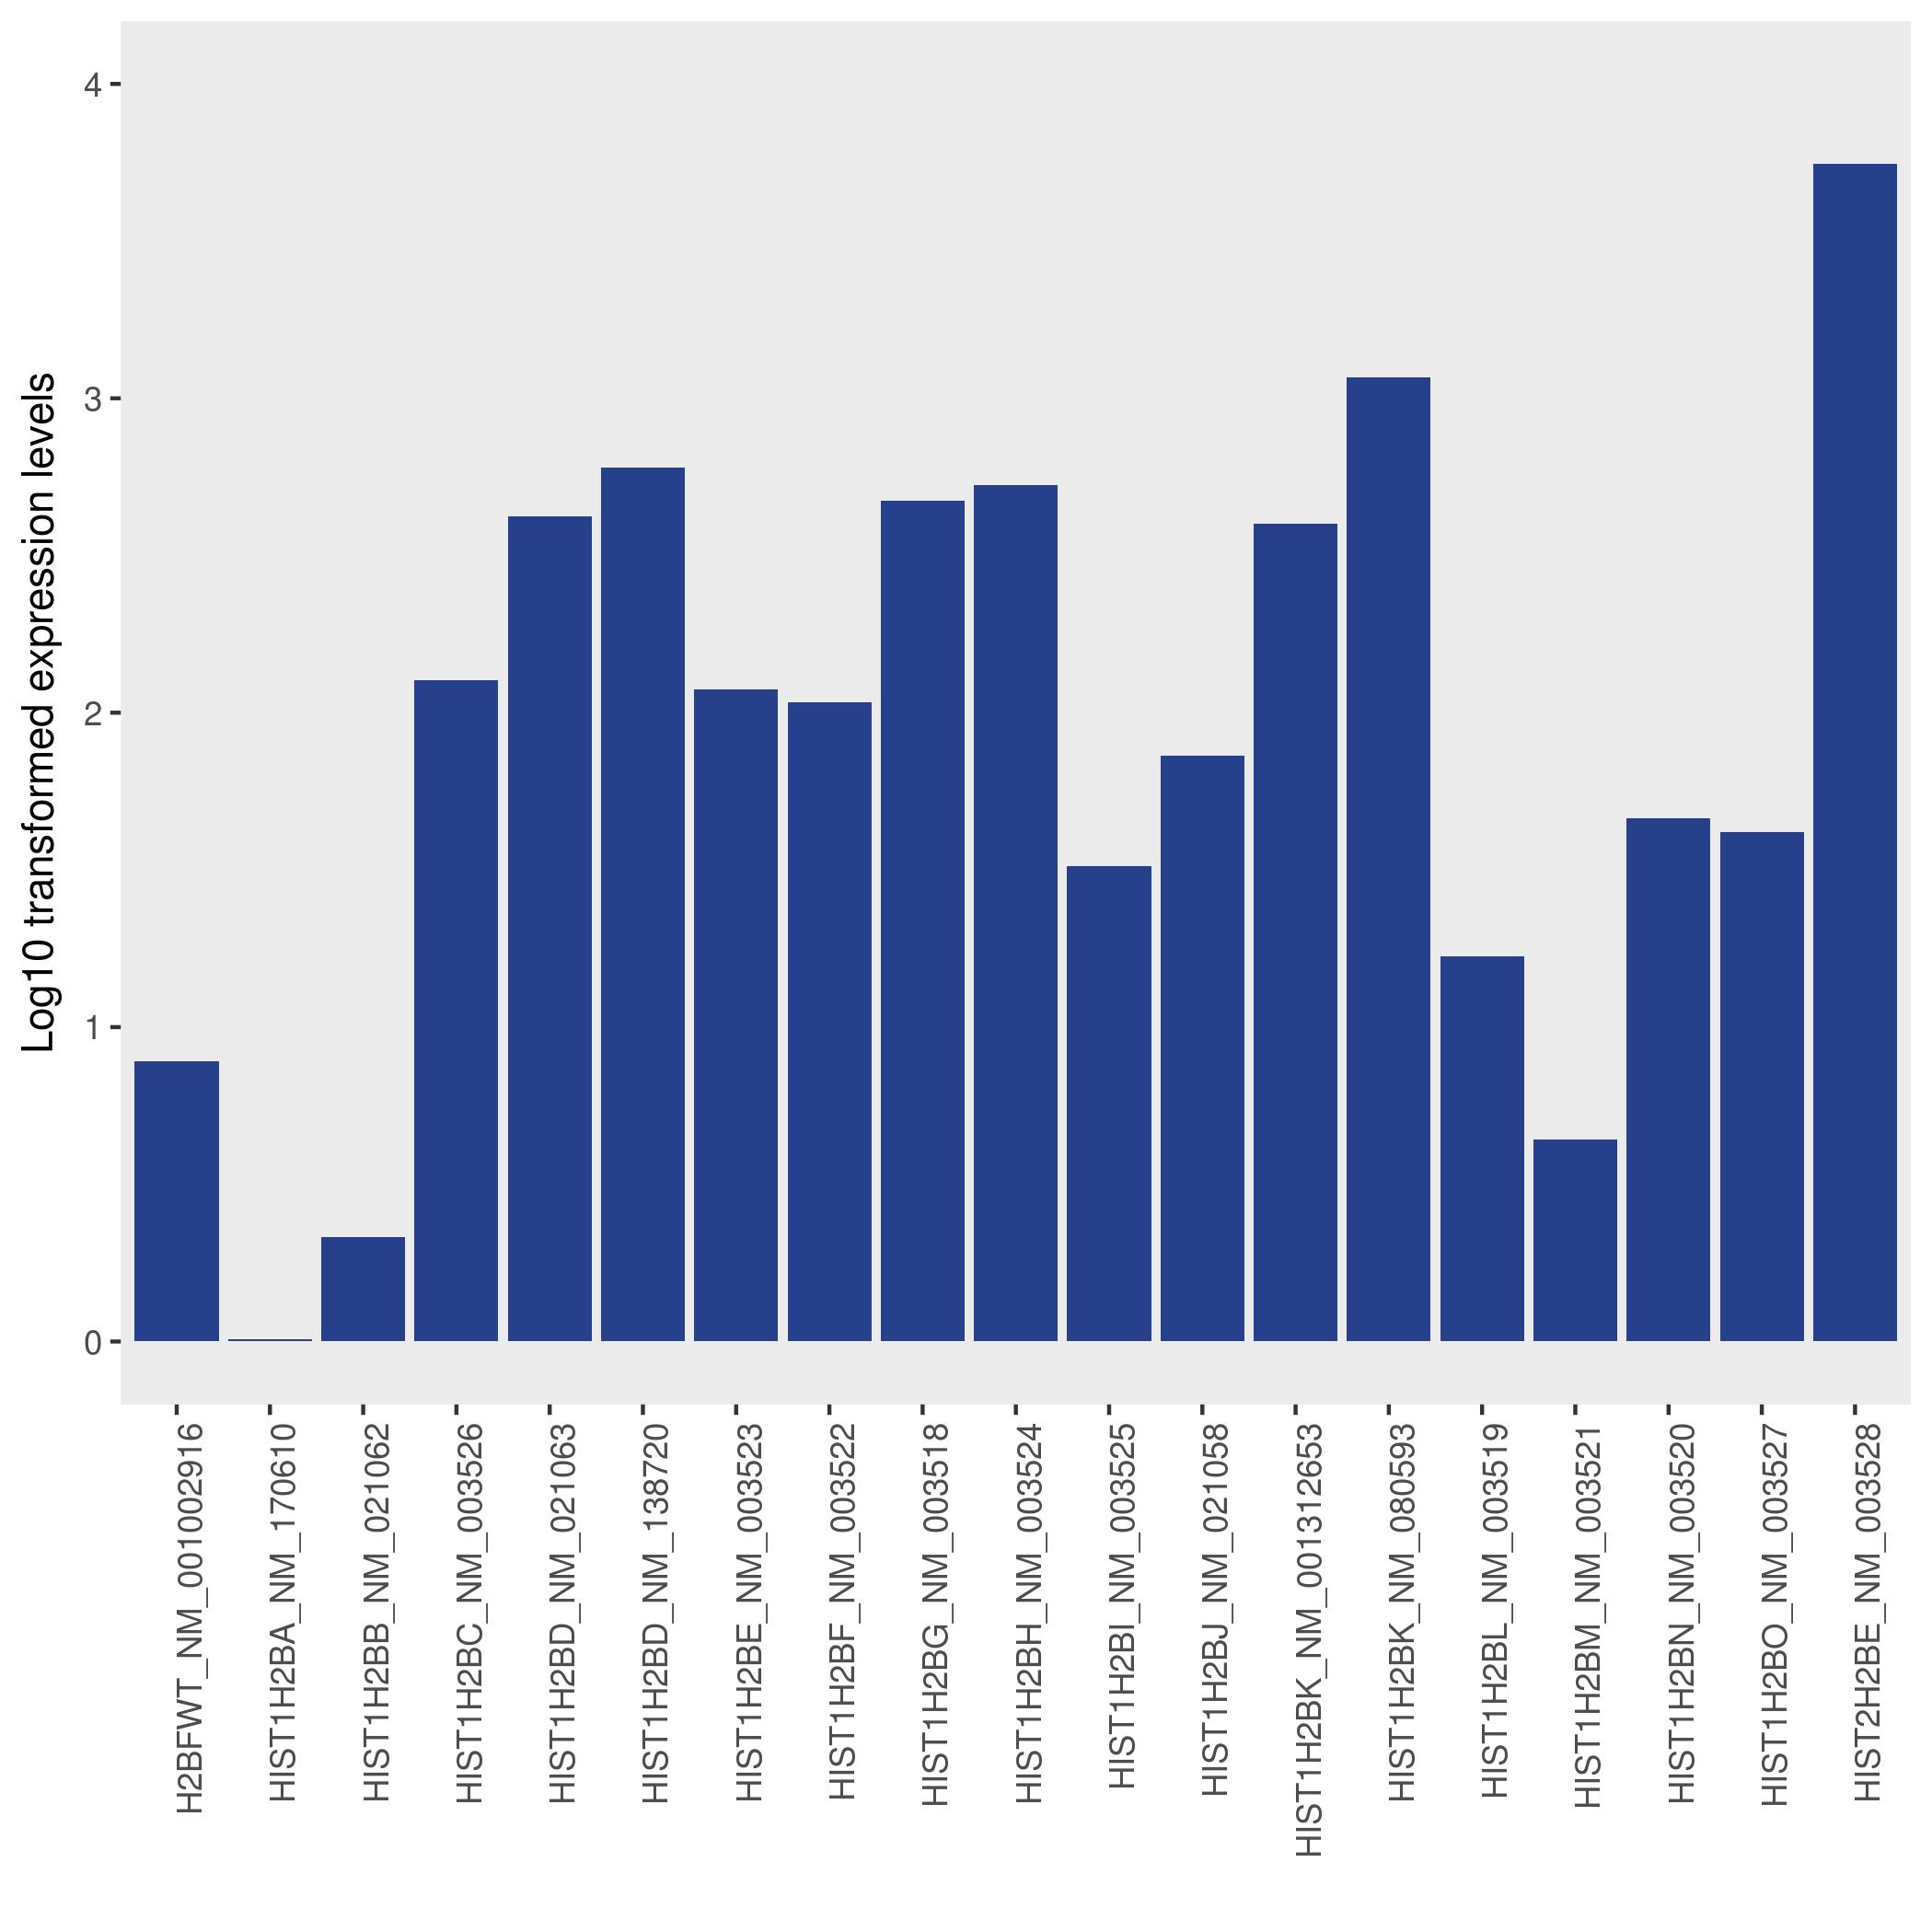 Log10 transformed expression levels
4
3
2
1
0
H2BFWT_NM_001002916
HIST1H2BA_NM_170610
HIST1H2BB_NM_021062
HIST1H2BC_NM_003526
HIST1H2BD_NM_021063
HIST1H2BD_NM_138720
HIST1H2BE_NM_003523
HIST1H2BF_NM_003522
HIST1H2BG_NM_003518
HIST1H2BH_NM_003524
HIST1H2BI_NM_003525
HIST1H2BJ_NM_021058
HIST1H2BK_NM_001312653
HIST1H2BK_NM_080593
HIST1H2BL_NM_003519
HIST1H2BM_NM_003521
HIST1H2BN_NM_003520
HIST1H2BO_NM_003527
HIST2H2BE_NM_003528